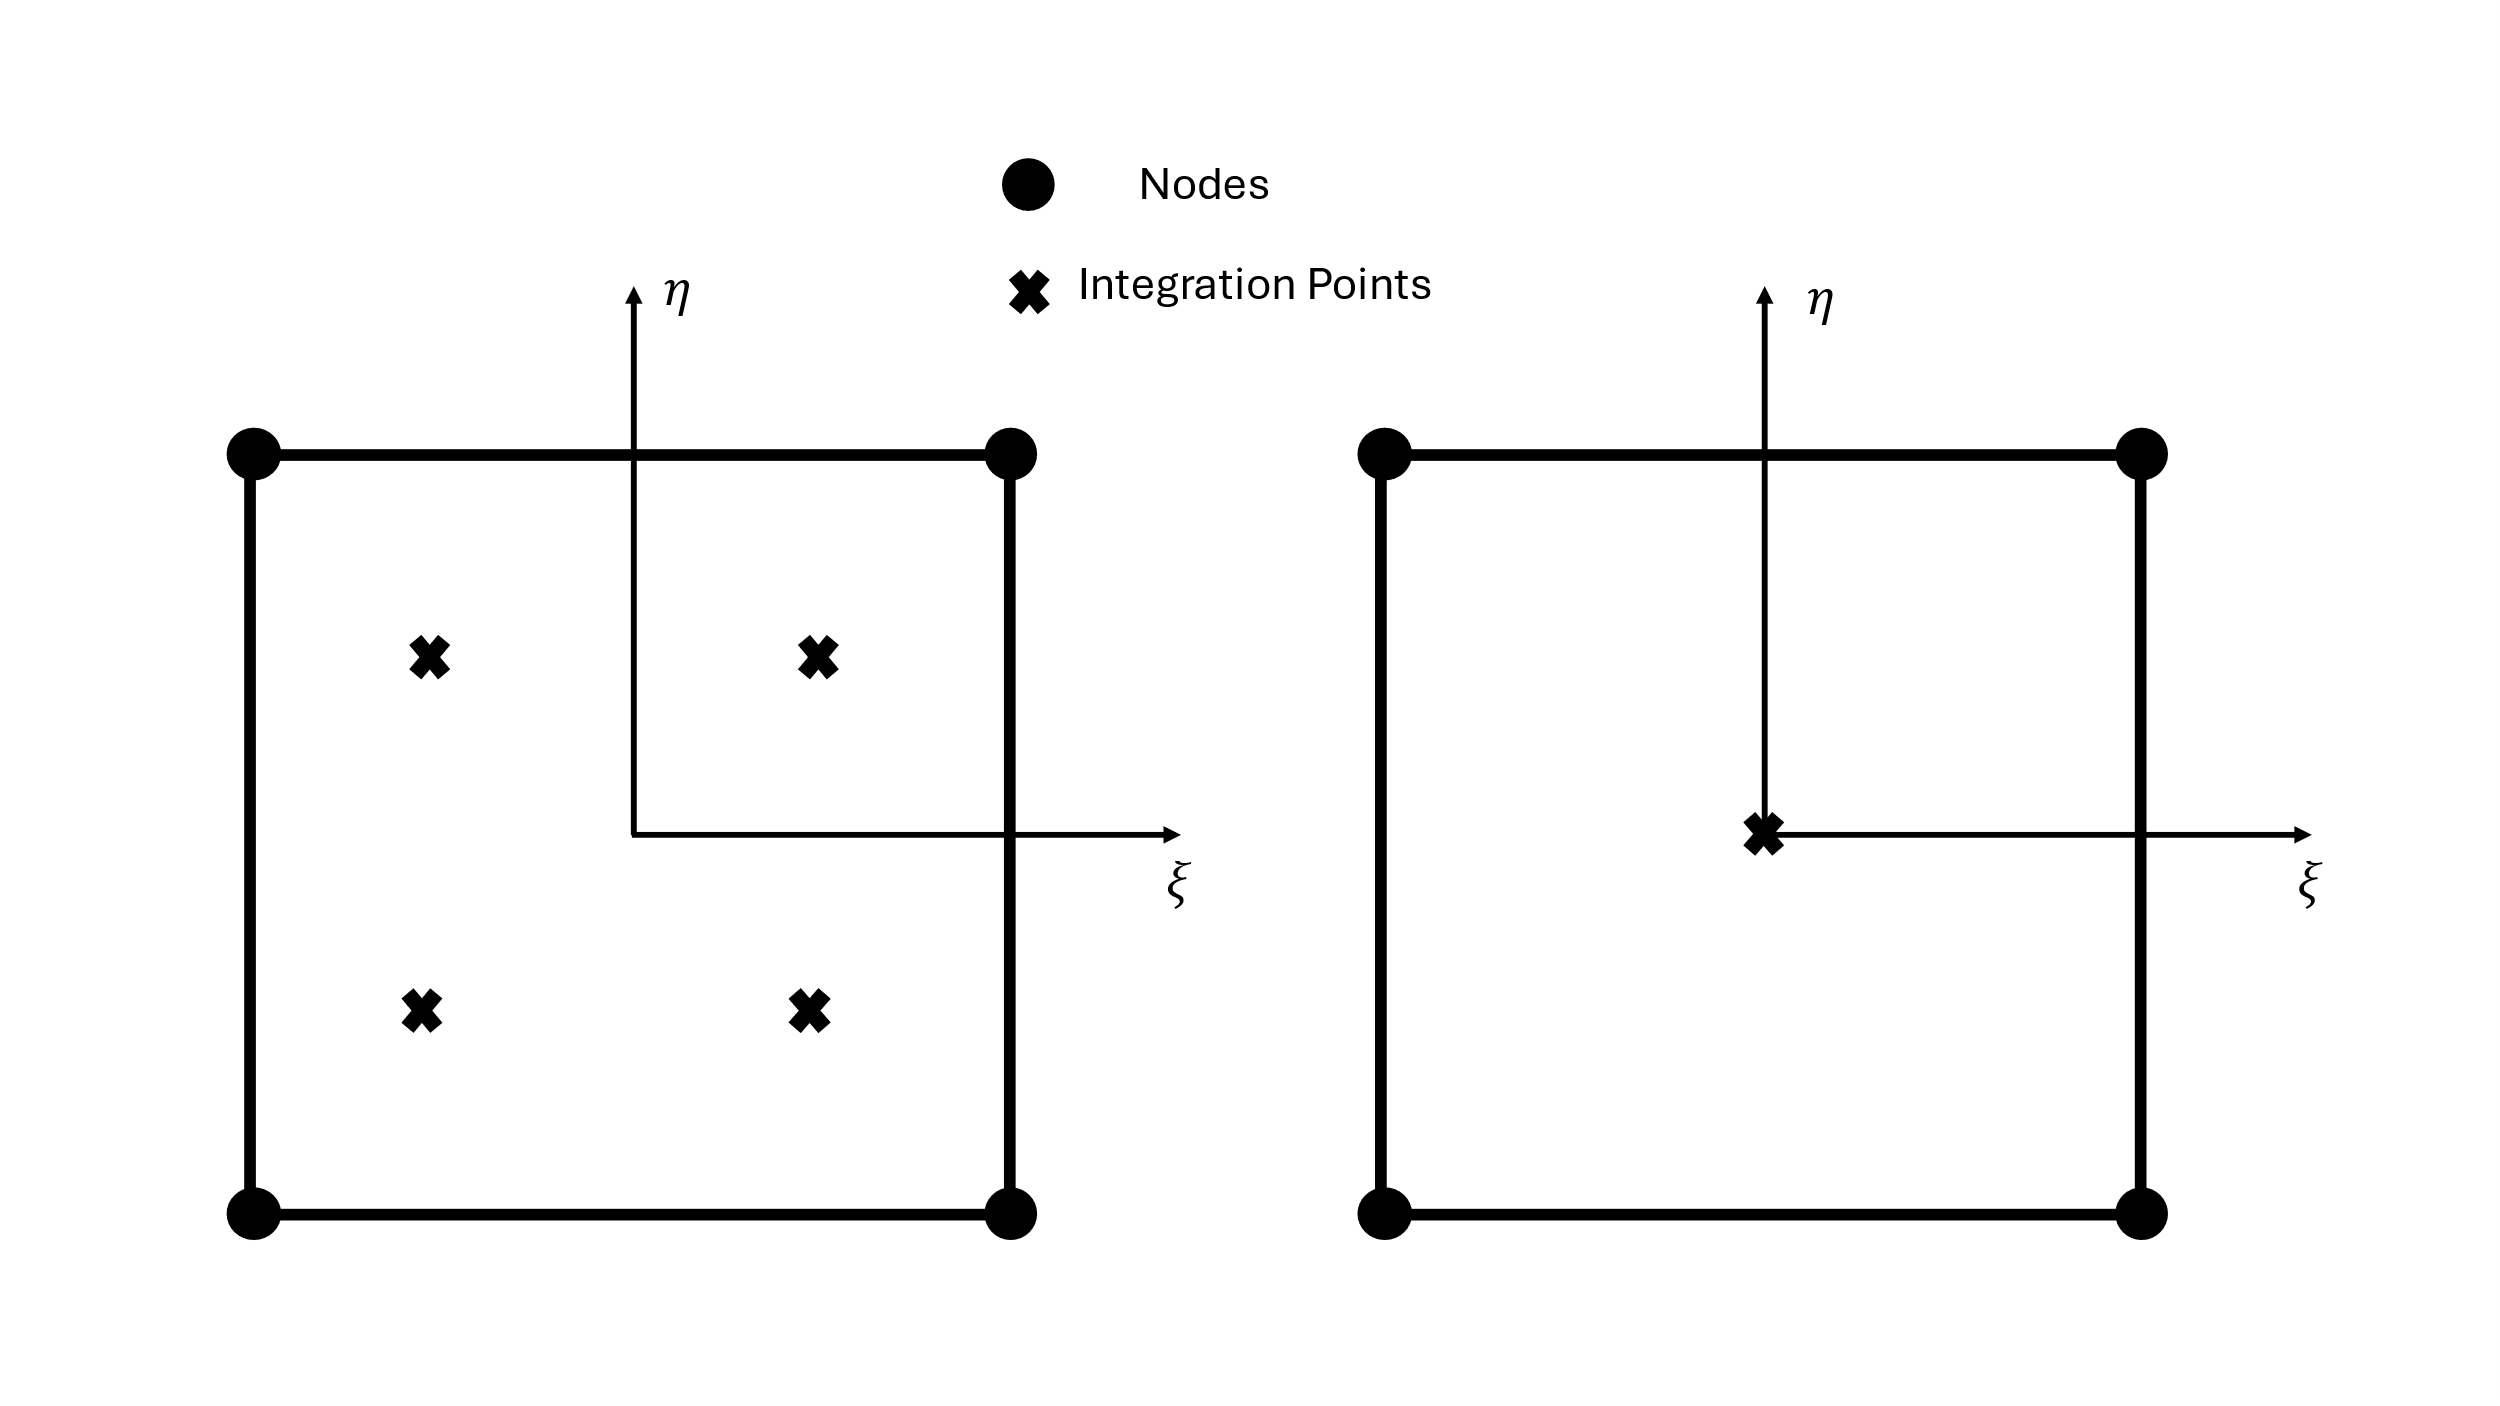 Nodes
Integration Points
η
η
ξ
ξ